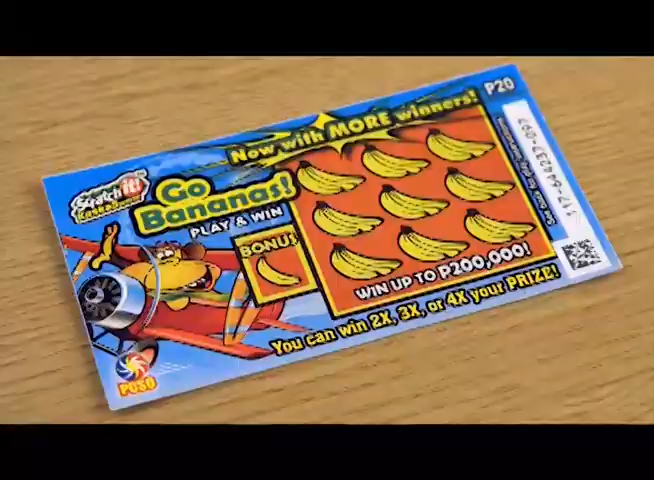 Now with MORE winners!
P20
Scratch it!
Go
Bananas!
PLAY & WIN
BONUS
WIN UP TO P200,000!
You can win 2X, 3X, or 4X your PRIZE!
POSO